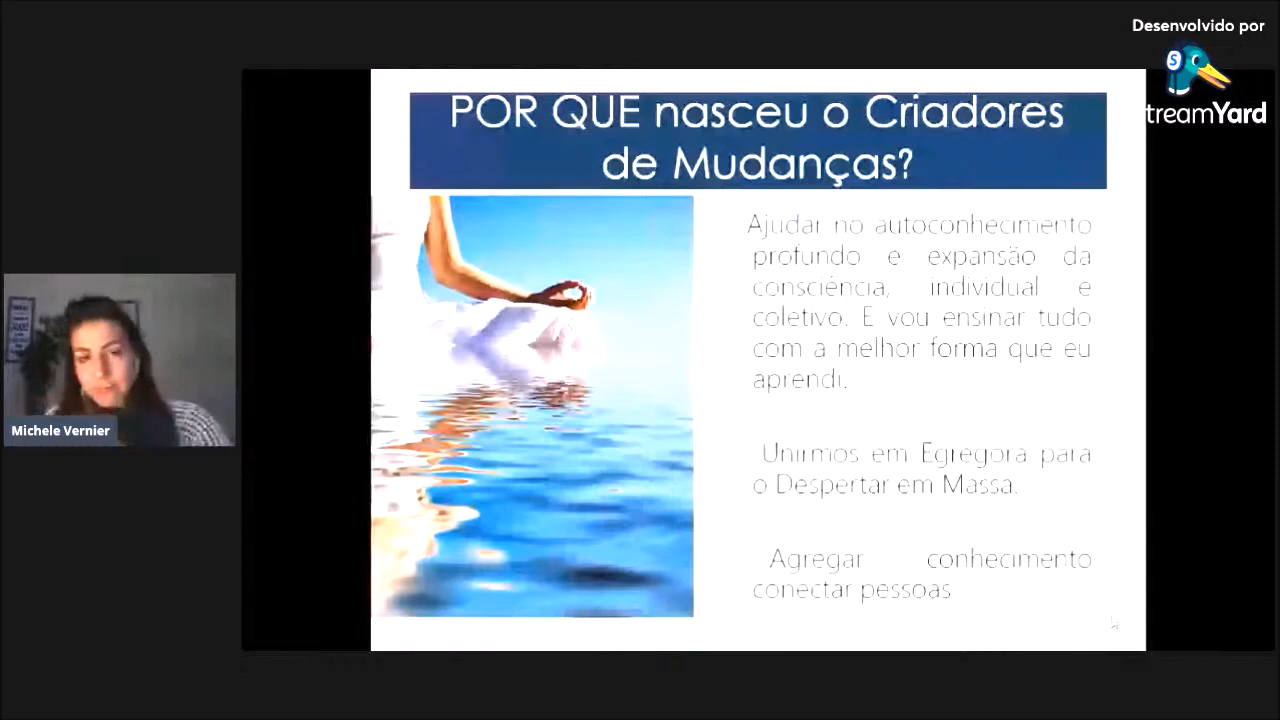 Desenvolvido por
treamYard
POR QUE nasceu o Criadores
de Mudanças?
Ajudar no autoconhecimento
profundo e expansão da
consciência, individual e
coletivo. E vou ensinar tudo
com a melhor forma que eu
aprendi.
Unirmos em Egregora para
o Despertar em Massa.
Agregar conhecimento
conectar pessoas
Michele Vernier